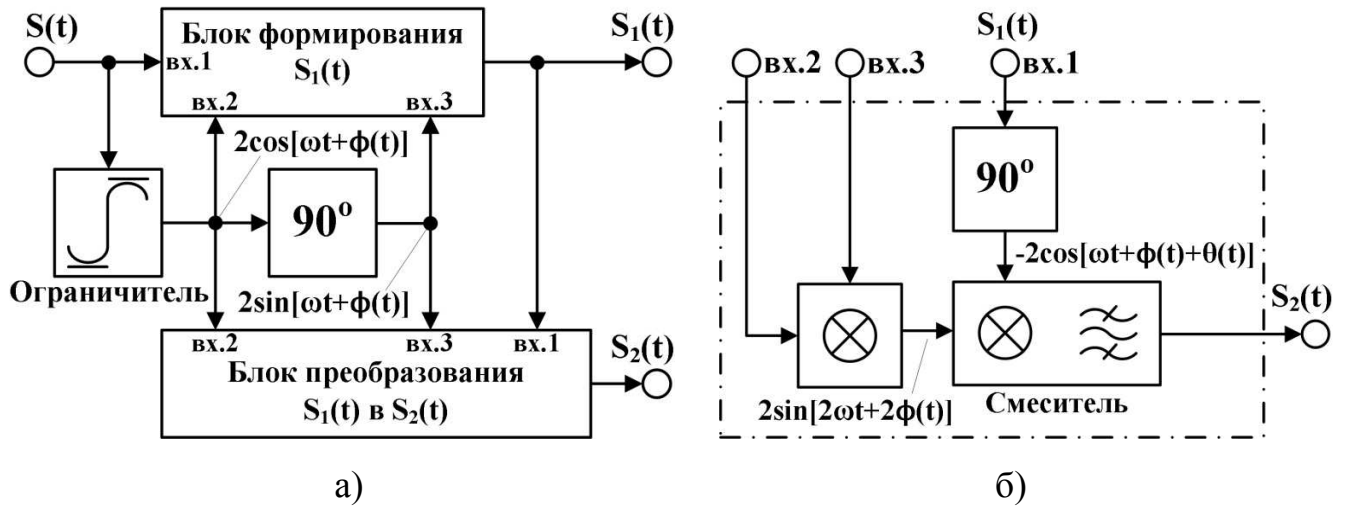 S(t)
Блок формирования
S₁(t)
вх.1
вх.2
вх.3
S₁(t)
2cos[ωt+ϕ(t)]
90°
Ограничитель
2sin[ωt+ϕ(t)]
вх.2
вх.3
вх.1
Блок преобразования
S₁(t) в S₂(t)
S₂(t)
а)
S₁(t)
вх.2
вх.3
вх.1
90°
-2cos[ωt+ϕ(t)+θ(t)]
S₂(t)
2sin[2ωt+2ϕ(t)]
Смеситель
б)